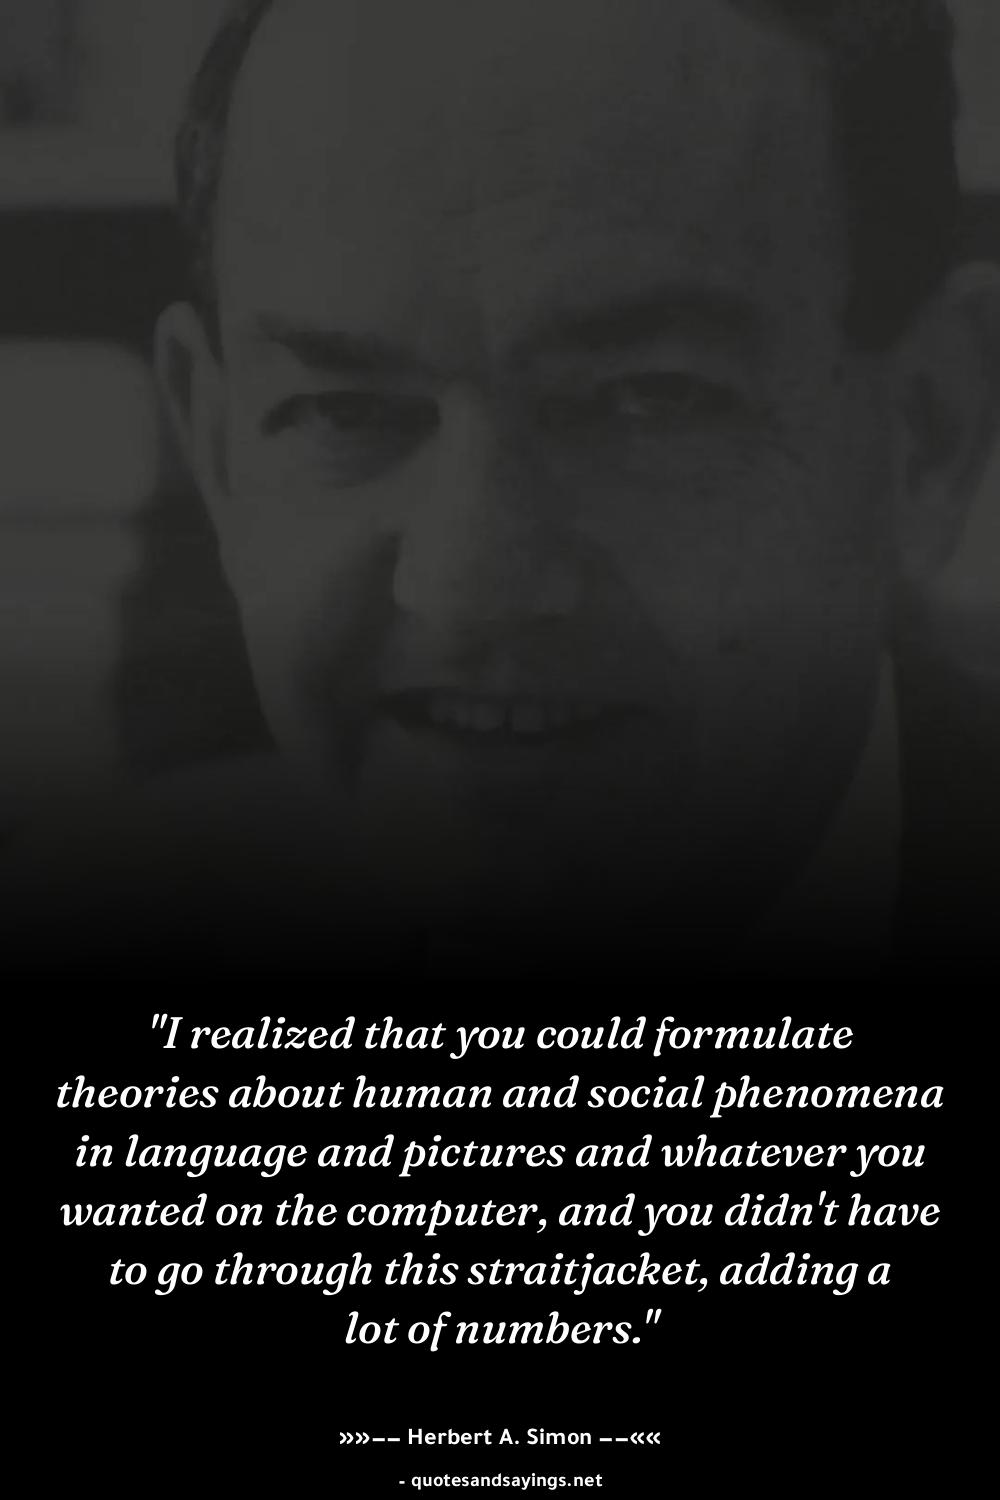 "I realized that you could formulate
theories about human and social phenomena
in language and pictures and whatever you
wanted on the computer, and you didn't have
to go through this straitjacket, adding a
lot of numbers."
»»−− Herbert A. Simon −−««
- quotesandsayings.net